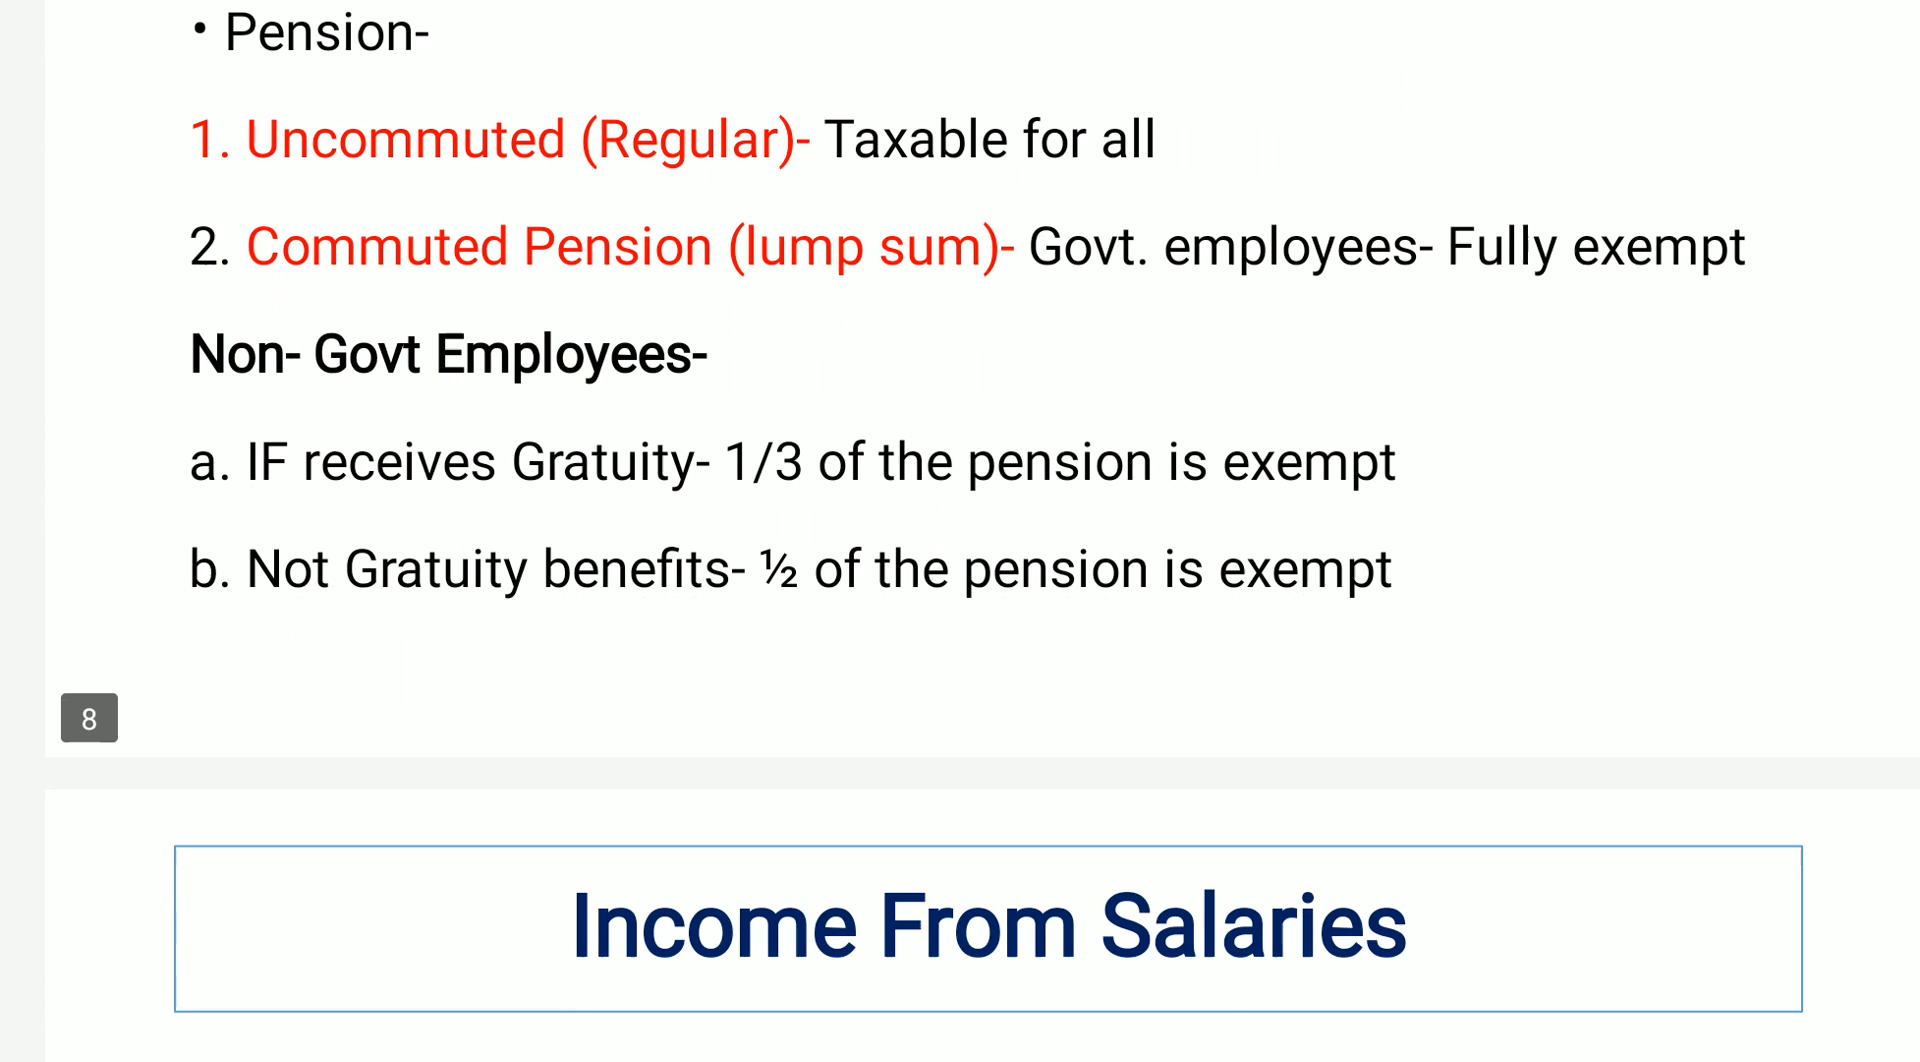 • Pension-
1. Uncommuted (Regular)- Taxable for all
2. Commuted Pension (lump sum)- Govt. employees- Fully exempt
Non- Govt Employees-
a. IF receives Gratuity- 1/3 of the pension is exempt
b. Not Gratuity benefits- ½ of the pension is exempt
8
Income From Salaries